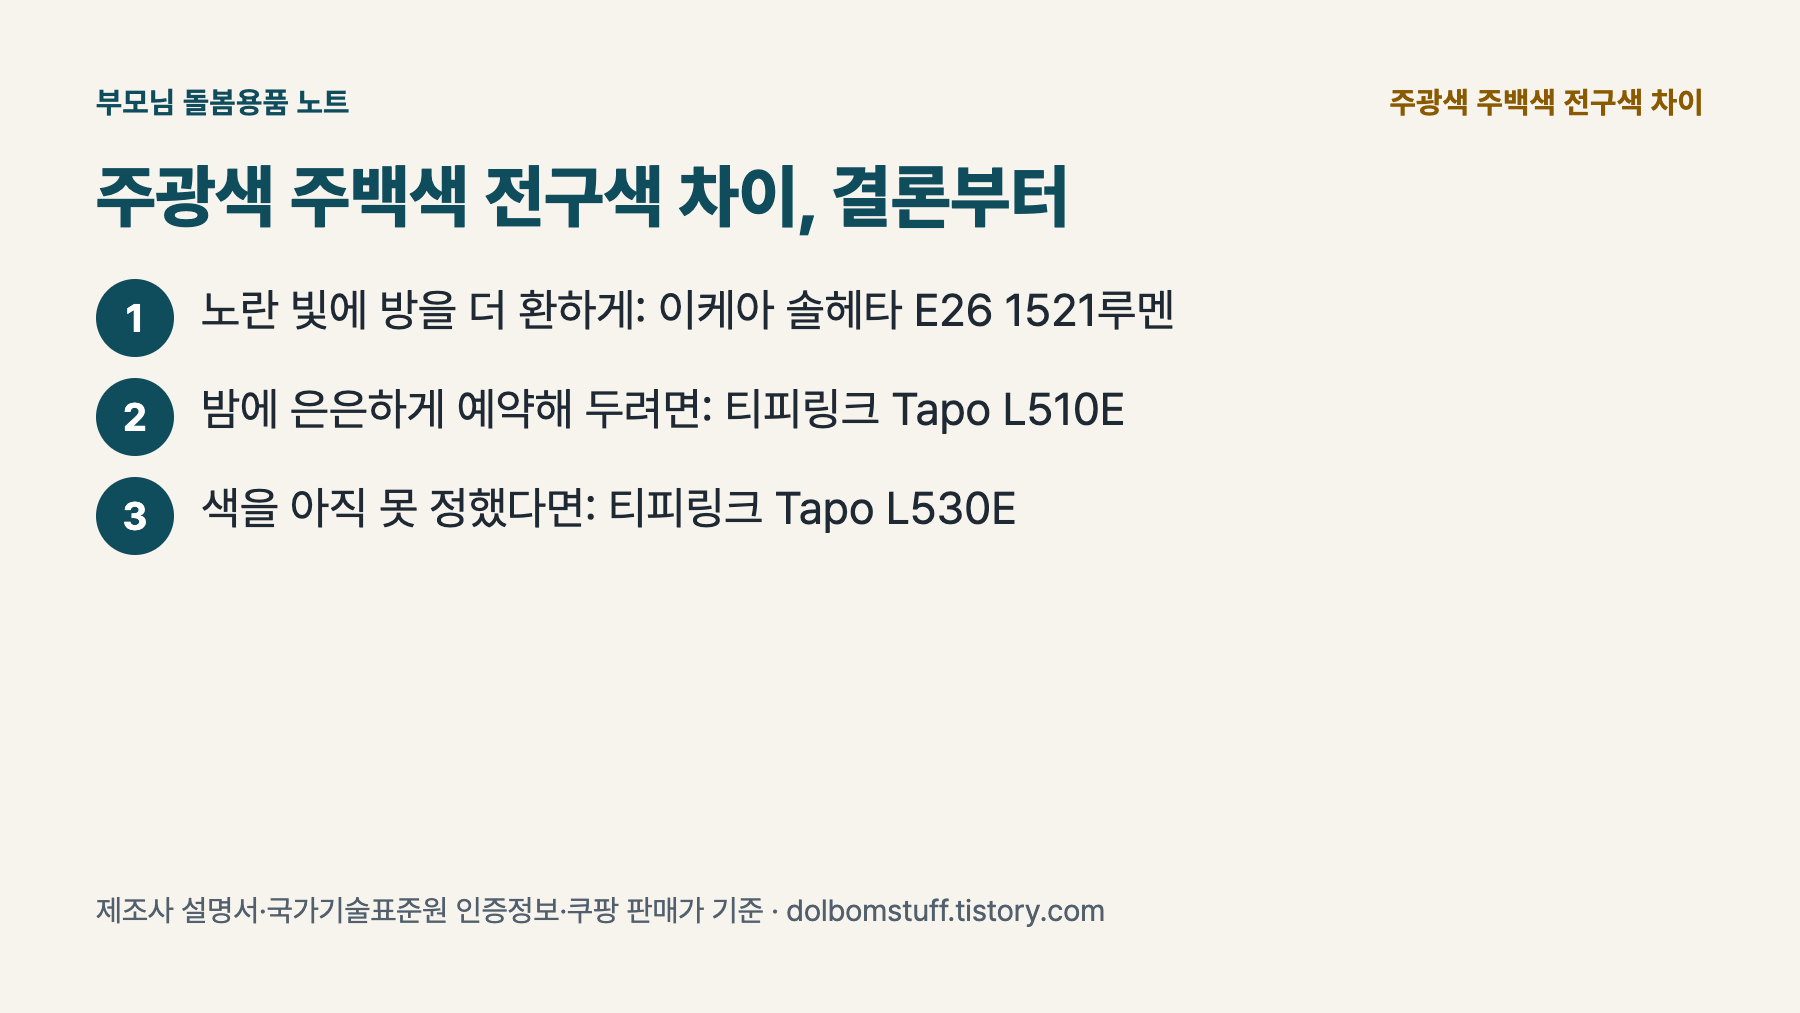 부모님 돌봄용품 노트
주광색 주백색 전구색 차이
주광색 주백색 전구색 차이, 결론부터
1 노란 빛에 방을 더 환하게: 이케아 솔헤타 E26 1521루멘
2 밤에 은은하게 예약해 두려면: 티피링크 Tapo L510E
3 색을 아직 못 정했다면: 티피링크 Tapo L530E
제조사 설명서·국가기술표준원 인증정보·쿠팡 판매가 기준 · dolbomstuff.tistory.com